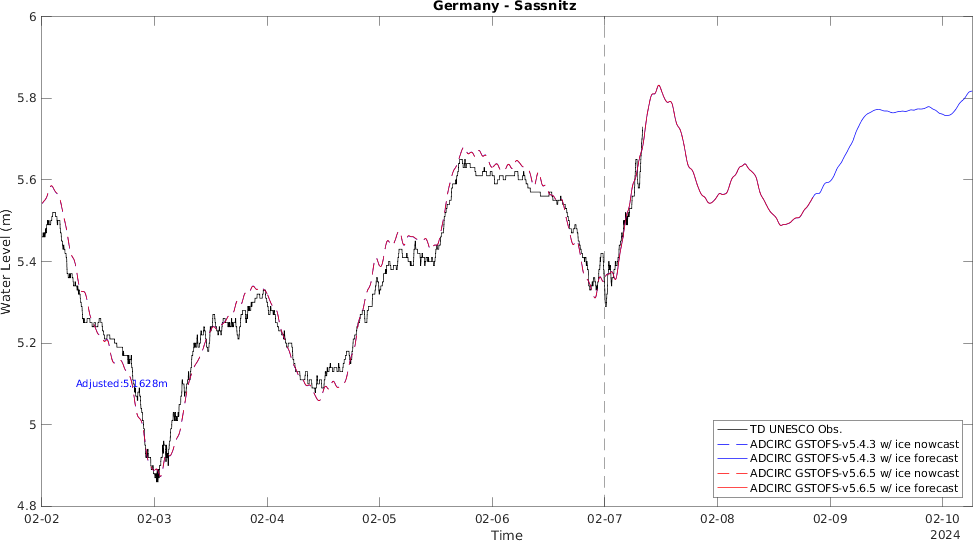 Germany - Sassnitz
6
5.8
5.6
5.4
5.2
5
4.8
Water Level (m)
Adjusted:5.1628m
TD UNESCO Obs.
ADCIRC GSTOFS-v5.4.3 w/ ice nowcast
ADCIRC GSTOFS-v5.4.3 w/ ice forecast
ADCIRC GSTOFS-v5.6.5 w/ ice nowcast
ADCIRC GSTOFS-v5.6.5 w/ ice forecast
02-02 02-03 02-04 02-05 02-06 02-07 02-08 02-09 02-10
Time
2024